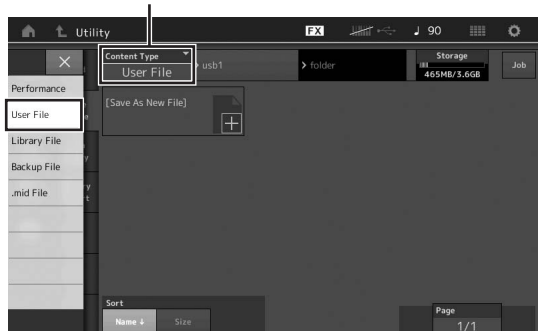 Utility
FX
♩ 90
Content Type
User File
usb1
folder
Storage
465MB/3.6GB
Job
Performance
User File
Library File
Backup File
.mid File
[Save As New File]
Sort
Name ↓
Size
Page
1/1